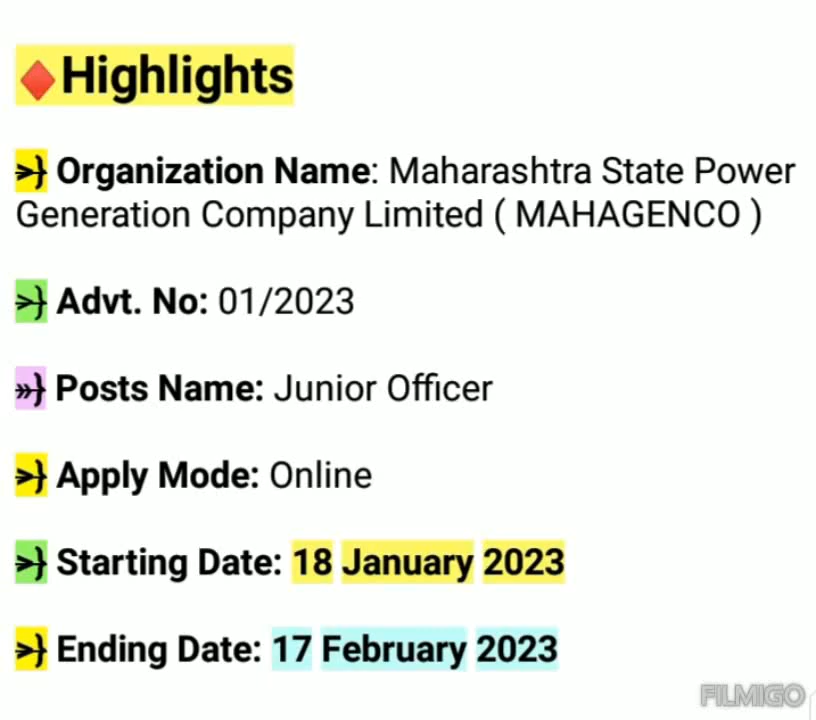 ♦Highlights
➢} Organization Name: Maharashtra State Power
Generation Company Limited ( MAHAGENCO )
➢} Advt. No: 01/2023
»} Posts Name: Junior Officer
➢} Apply Mode: Online
➢} Starting Date: 18 January 2023
➢} Ending Date: 17 February 2023
FILMIGO